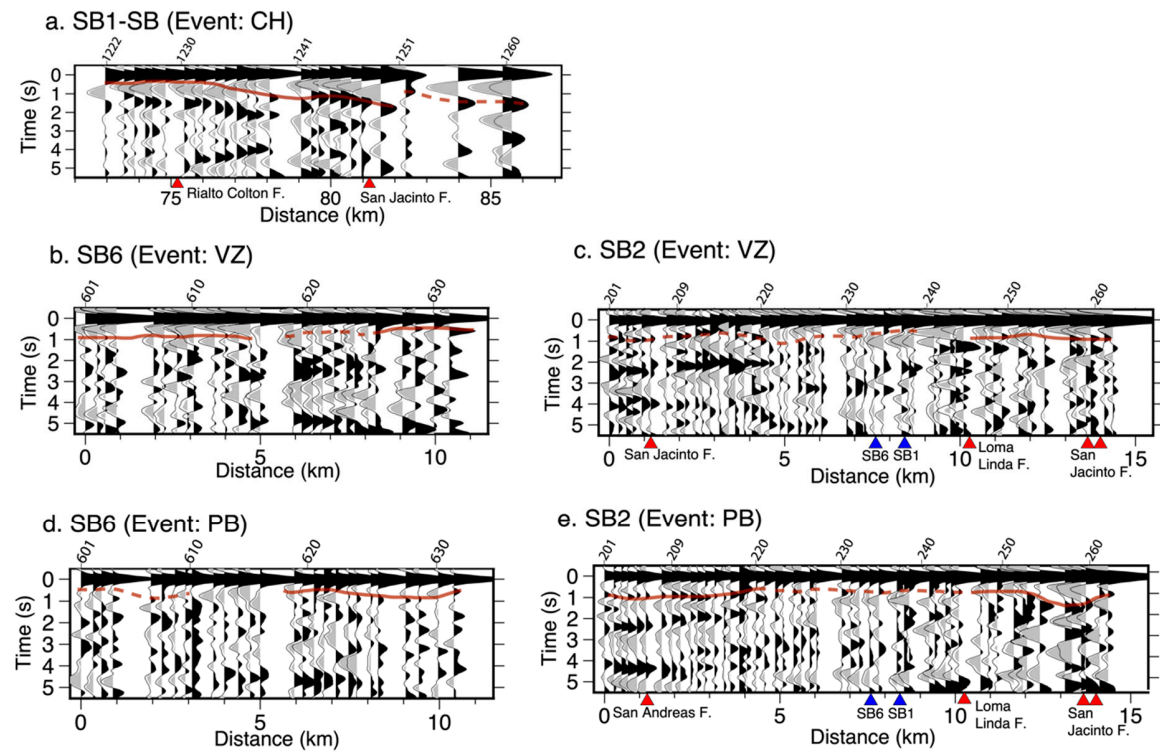 a. SB1-SB (Event: CH)
1222 1230 1241 1251 1260
0
1
2
3
4
5
Time (s)
75 80 85
Rialto Colton F. San Jacinto F.
Distance (km)
b. SB6 (Event: VZ)
601 610 620 630
0
1
2
3
4
5
Time (s)
0 5 10
Distance (km)
c. SB2 (Event: VZ)
201 209 220 230 240 250 260
0
1
2
3
4
5
Time (s)
0 5 10 15
San Jacinto F. SB6 SB1 Loma Linda F. San Jacinto F.
Distance (km)
d. SB6 (Event: PB)
601 610 620 630
0
1
2
3
4
5
Time (s)
0 5 10
Distance (km)
e. SB2 (Event: PB)
201 209 220 230 240 250 260
0
1
2
3
4
5
Time (s)
0 5 10 15
San Andreas F. SB6 SB1 Loma Linda F. San Jacinto F.
Distance (km)